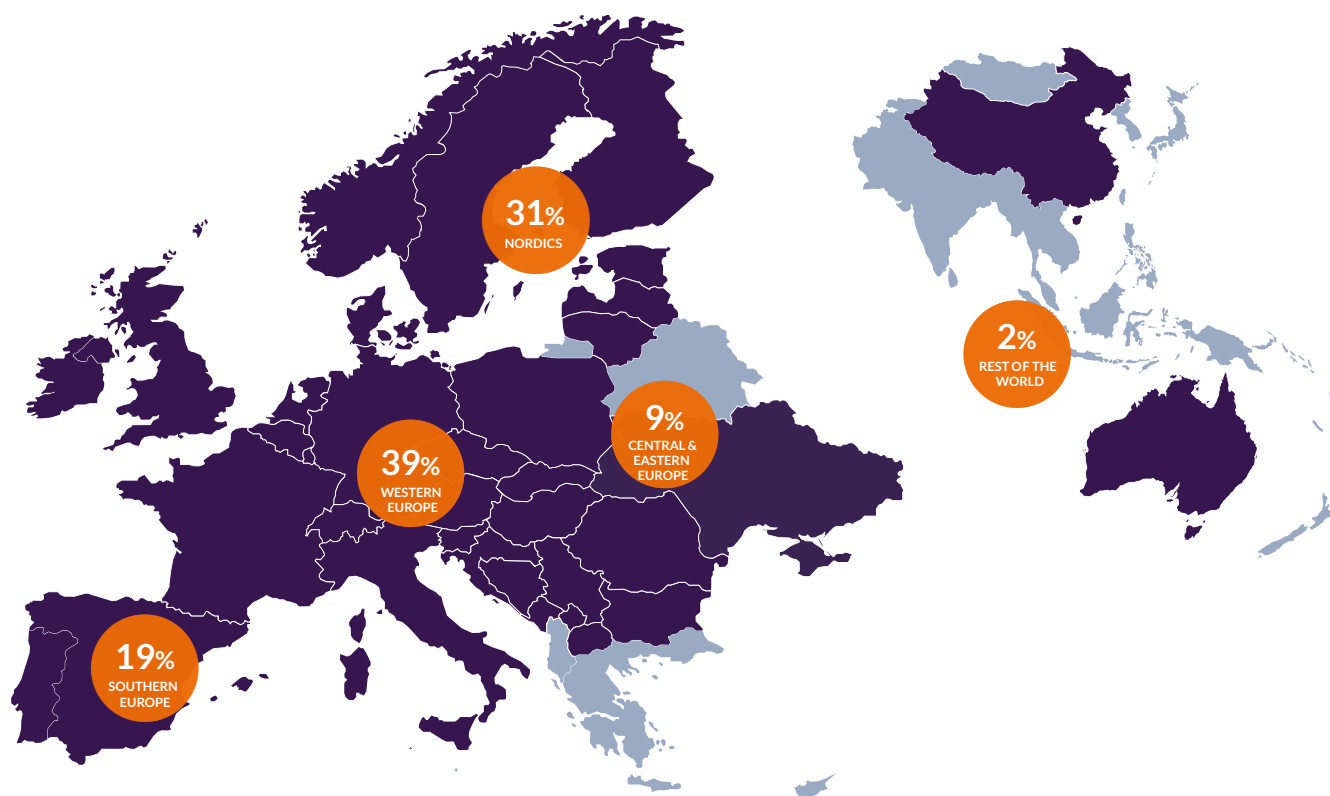 31%
NORDICS
2%
REST OF THE
WORLD
9%
CENTRAL &
EASTERN
EUROPE
39%
WESTERN
EUROPE
19%
SOUTHERN
EUROPE